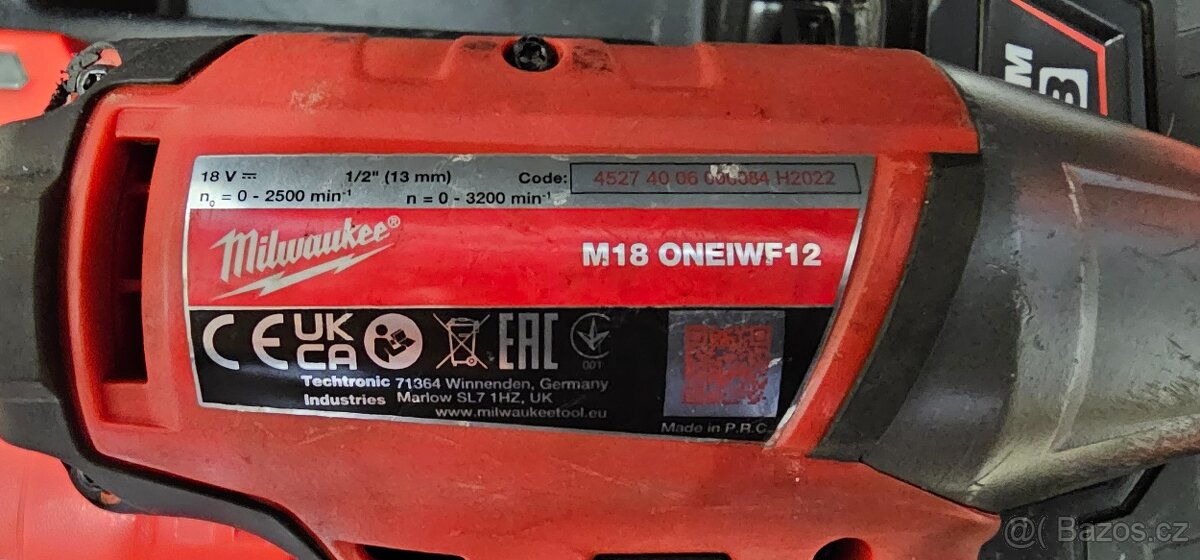 18 V 1/2" (13 mm) Code: 4527 40 06 000084 H2022
n₀ = 0 - 2500 min⁻¹ n = 0 - 3200 min⁻¹
Milwaukee®
M18 ONEIWF12
CE UK CA EAC
001
Techtronic Industries
71364 Winnenden, Germany
Marlow SL7 1HZ, UK
www.milwaukeetool.eu
Made in P.R.C.
@( Bazoš.cz